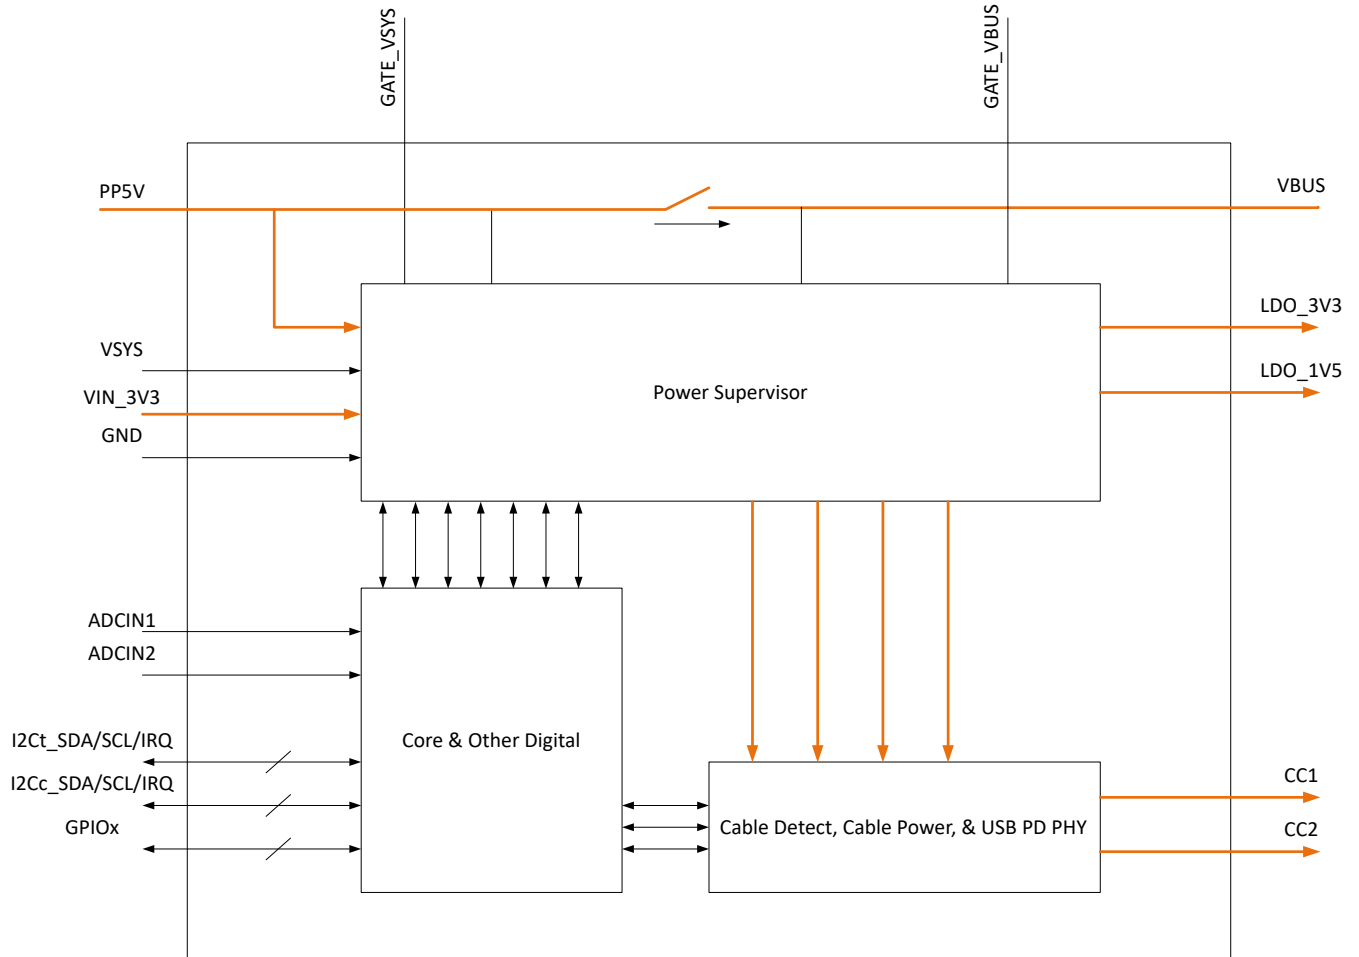 GATE_VSYS
GATE_VBUS
PP5V
VBUS
LDO_3V3
VSYS
LDO_1V5
VIN_3V3
Power Supervisor
GND
ADCIN1
ADCIN2
I2Ct_SDA/SCL/IRQ
Core & Other Digital
I2Cc_SDA/SCL/IRQ
CC1
GPIOx
Cable Detect, Cable Power, & USB PD PHY
CC2